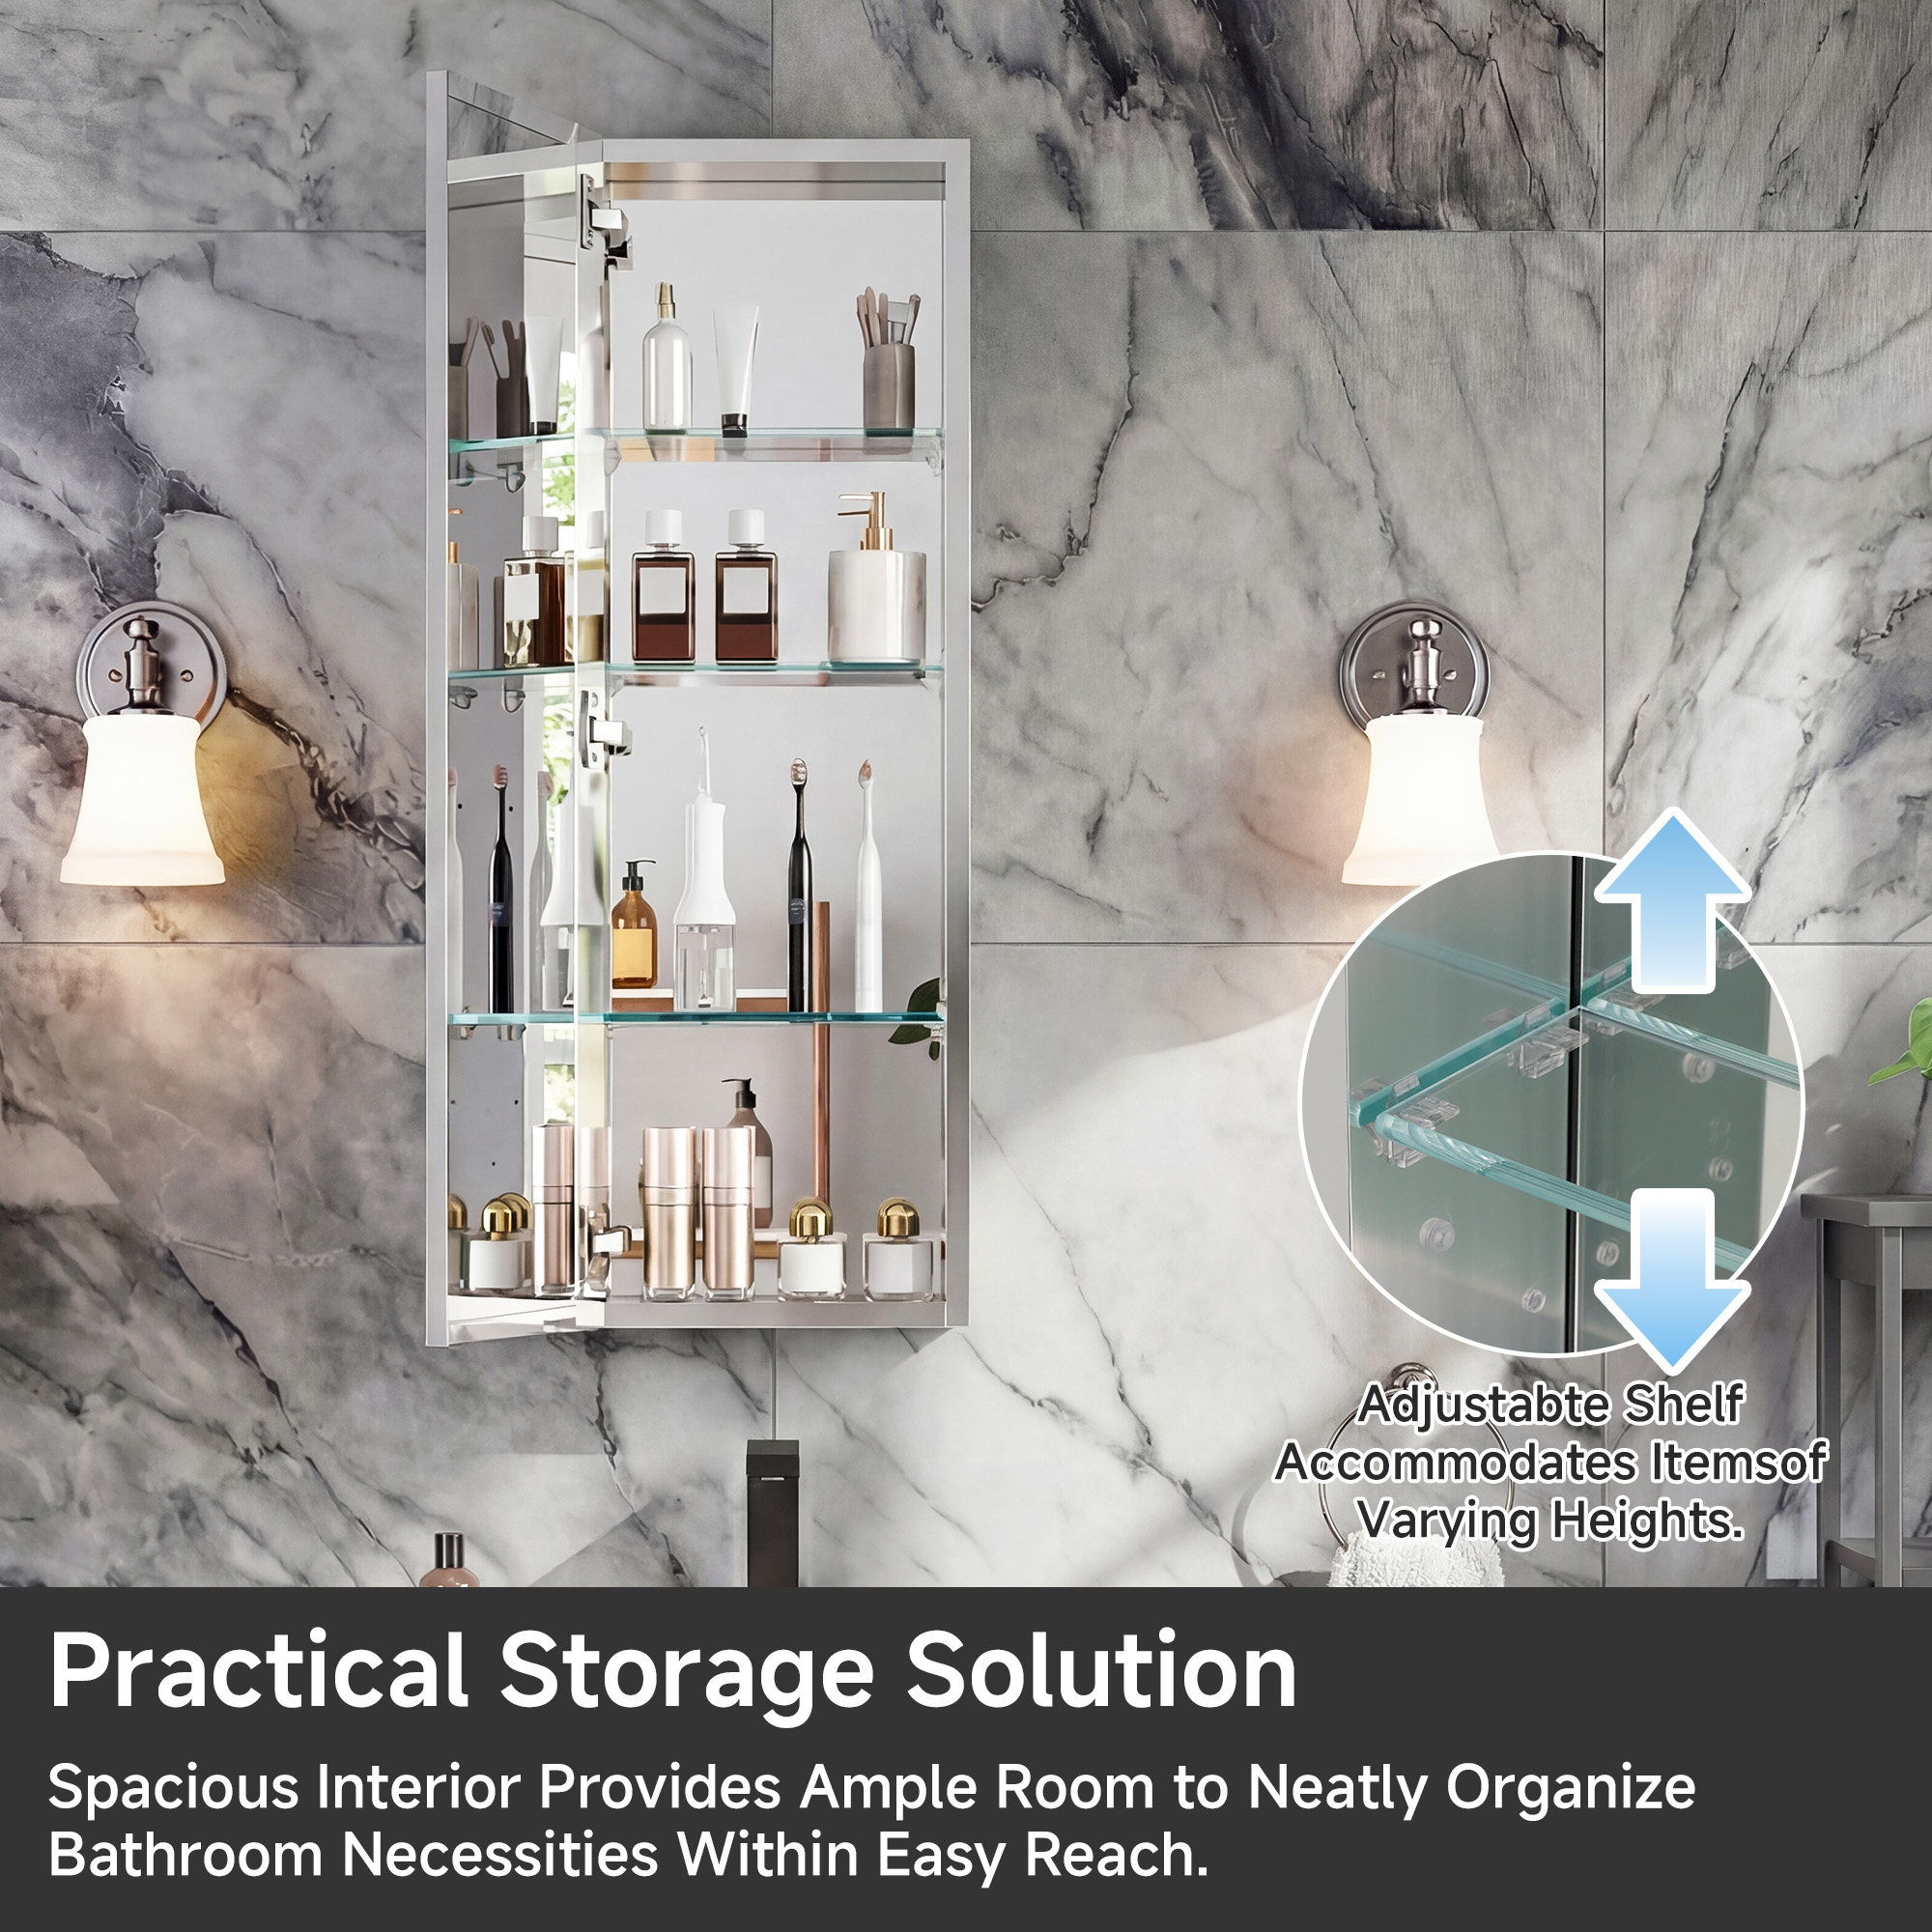 Adjustabte Shelf
Accommodates Itemsof
Varying Heights.
Practical Storage Solution
Spacious Interior Provides Ample Room to Neatly Organize
Bathroom Necessities Within Easy Reach.